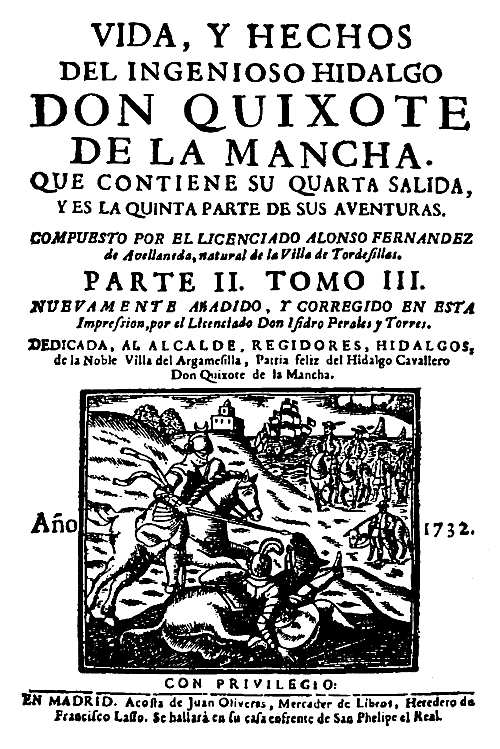 VIDA, Y HECHOS
DEL INGENIOSO HIDALGO
DON QUIXOTE
DE LA MANCHA.
QUE CONTIENE SU QUARTA SALIDA,
Y ES LA QUINTA PARTE DE SUS AVENTURAS.
COMPUESTO POR EL LICENCIADO ALONSO FERNANDEZ
de Avellaneda, natural de la Villa de Tordesillas.
PARTE II. TOMO III.
NUEVAMENTE AÑADIDO, Y CORREGIDO EN ESTA
Impression, por el Licenciado Don Isidro Perales y Torres.
DEDICADA, AL ALCALDE, REGIDORES, HIDALGOS,
de la Noble Villa del Argamesilla, Patria feliz del Hidalgo Cavallero
Don Quixote de la Mancha.
Año 1732.
CON PRIVILEGIO:
EN MADRID. Acosta de Juan Oliveras, Mercader de Libros, Heredero de
Francisco Lasso. Se hallará en su casa enfrente de San Phelipe el Real.